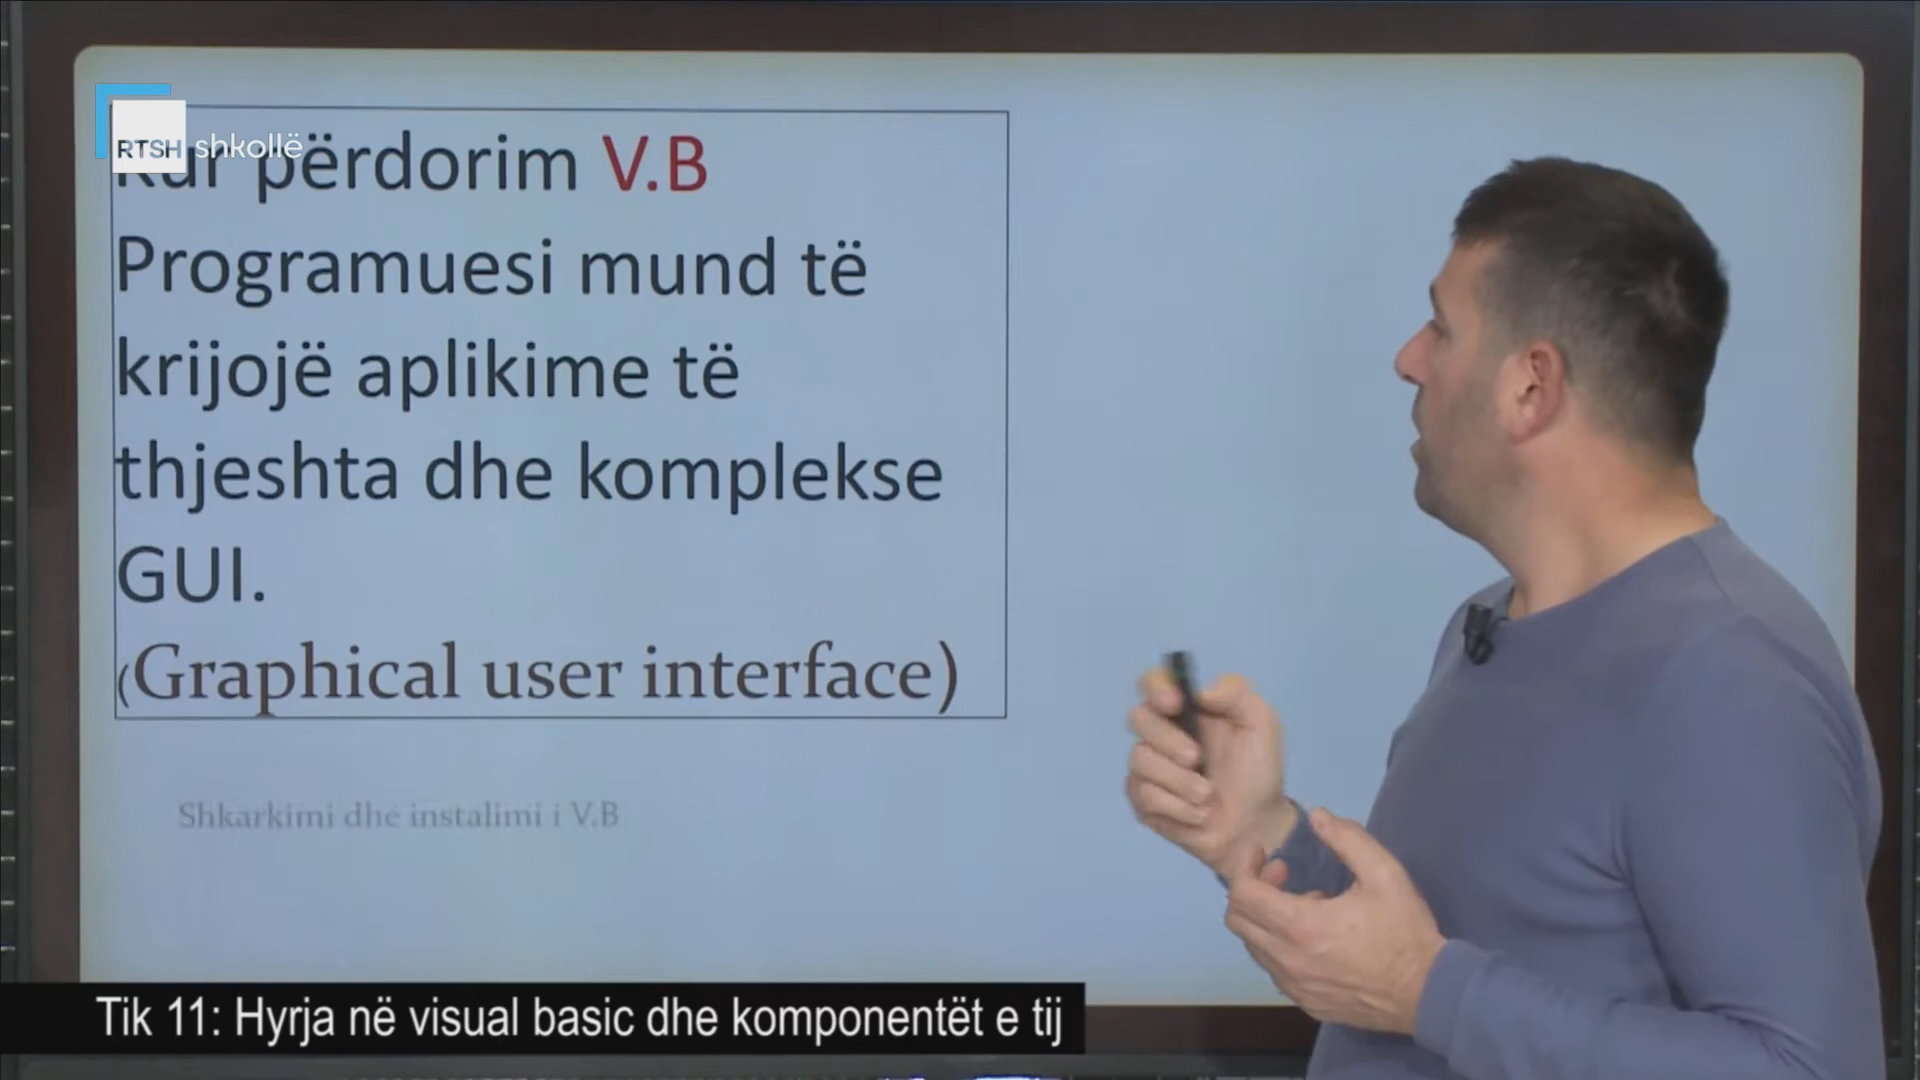 RTSH shkollë
Kur përdorim V.B
Programuesi mund të
krijojë aplikime të
thjeshta dhe komplekse
GUI.
(Graphical user interface)
Shkarkimi dhe instalimi i V.B
Tik 11: Hyrja në visual basic dhe komponentët e tij